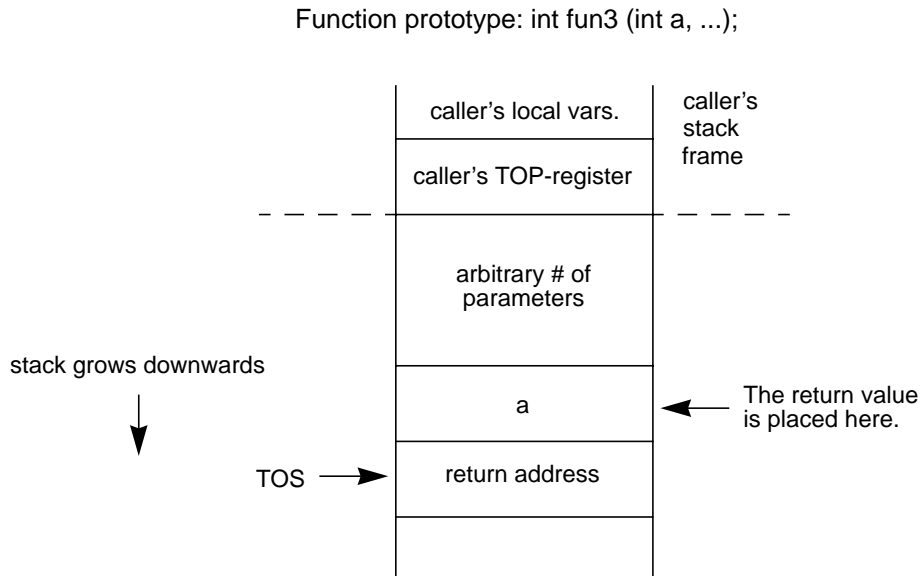 Function prototype: int fun3 (int a, ...);
caller’s local vars.
caller’s
stack
frame
caller’s TOP-register
arbitrary # of
parameters
stack grows downwards
a
The return value
is placed here.
TOS
return address